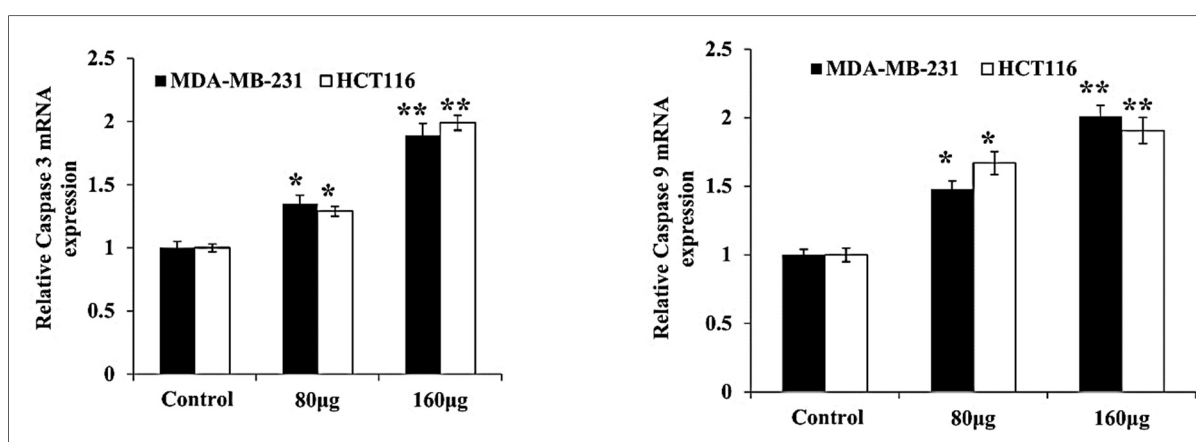 Relative Caspase 3 mRNA
expression
2.5
2
1.5
1
0.5
0
MDA-MB-231 HCT116
* * ** **
Control 80µg 160µg
Relative Caspase 9 mRNA
expression
2.5
2
1.5
1
0.5
0
MDA-MB-231 HCT116
* * ** **
Control 80µg 160µg